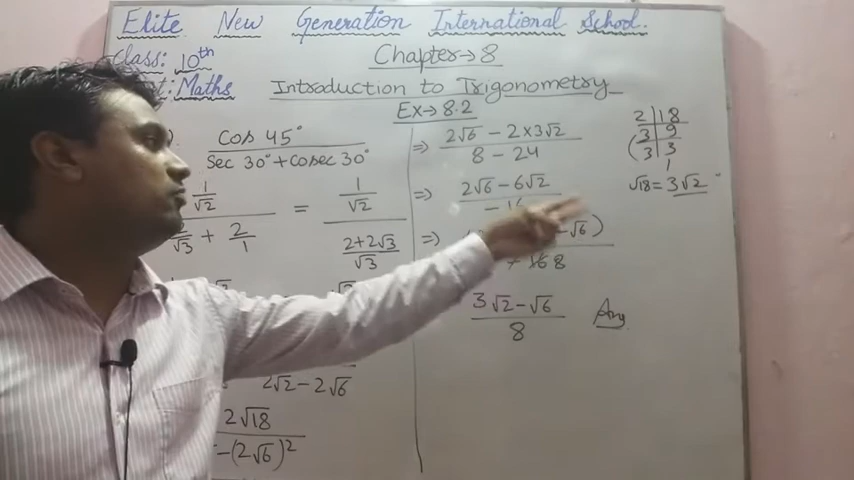 Elite New Generation International School.
Class: 10th
Chapter→8
Maths
Introduction to Trigonometry
Ex→8.2
Cos 45°
Sec 30° + Cosec 30°
1/√2
√3 + 2/1
= (1/√2) / ((2+2√3)/√3)
2√2 − 2√6
2√18
−(2√6)²
⇒ (2√6 − 2×3√2) / (8 − 24)
⇒ (2√6 − 6√2) / −16
⇒
−√6)
8
(3√2 − √6) / 8 Ans
2 | 18
3 | 9
3 | 3
1
√18 = 3√2